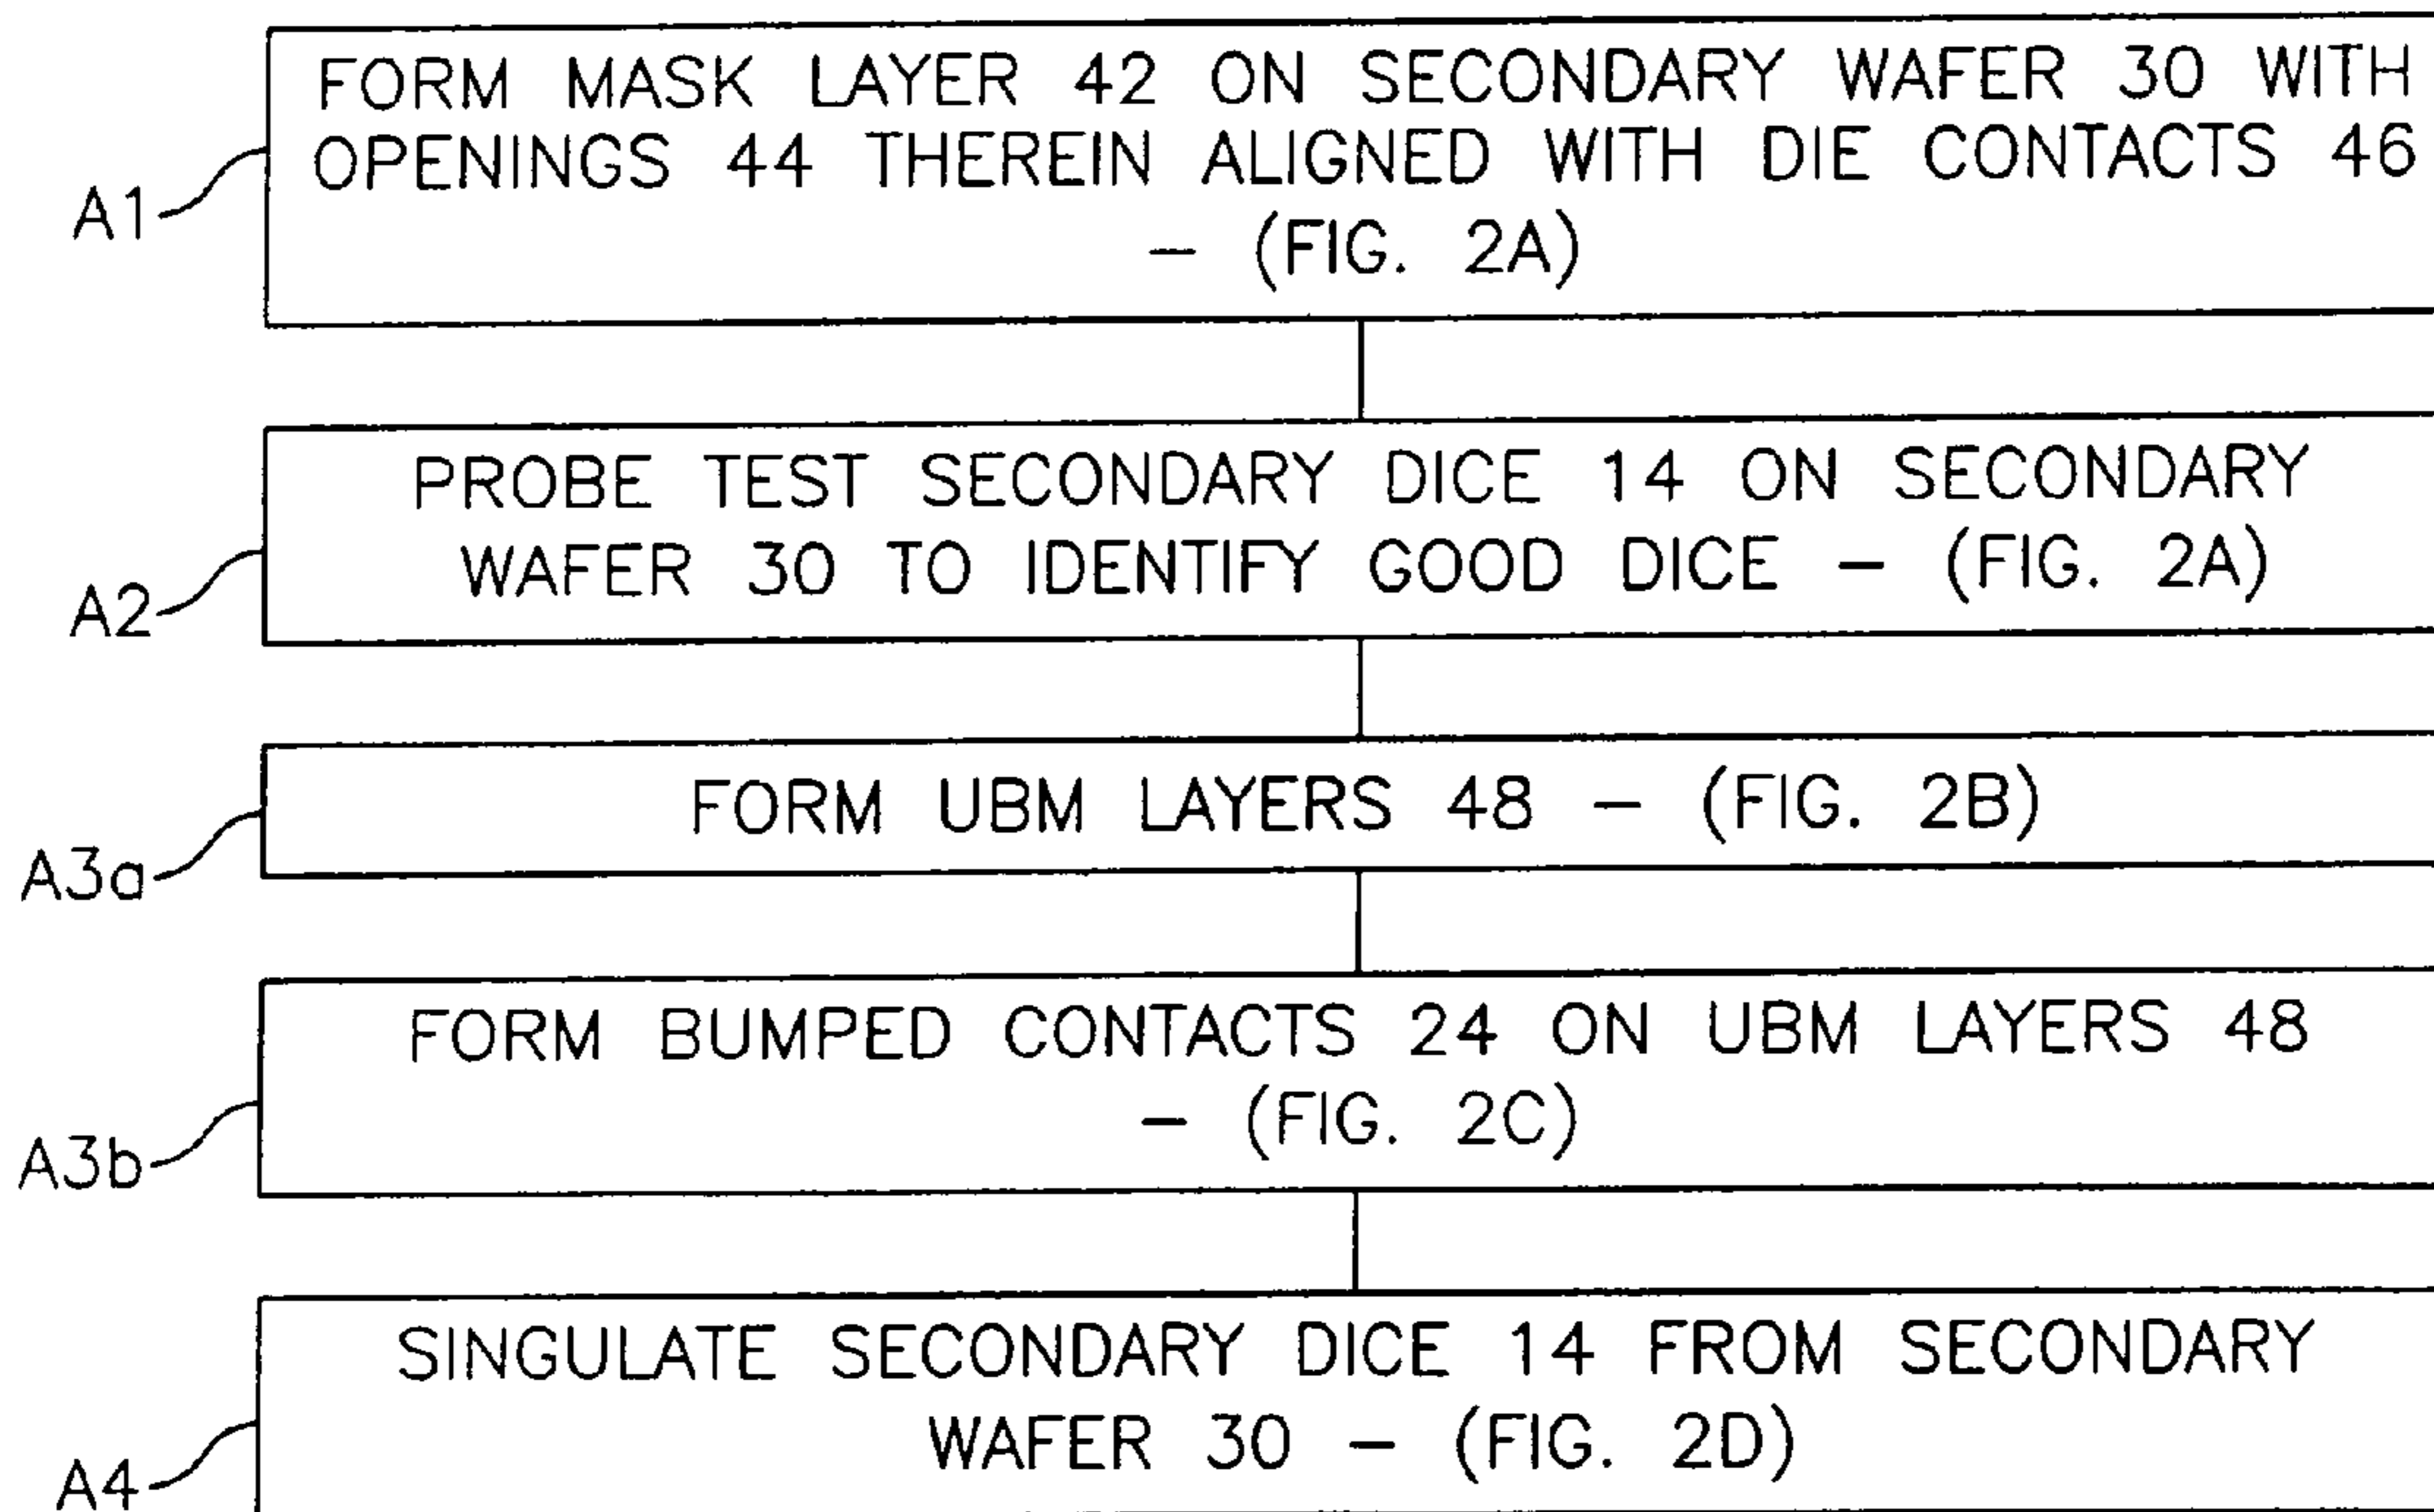 FORM MASK LAYER 42 ON SECONDARY WAFER 30 WITH
OPENINGS 44 THEREIN ALIGNED WITH DIE CONTACTS 46
– (FIG. 2A)
A1
PROBE TEST SECONDARY DICE 14 ON SECONDARY
WAFER 30 TO IDENTIFY GOOD DICE – (FIG. 2A)
A2
FORM UBM LAYERS 48 – (FIG. 2B)
A3a
FORM BUMPED CONTACTS 24 ON UBM LAYERS 48
– (FIG. 2C)
A3b
SINGULATE SECONDARY DICE 14 FROM SECONDARY
WAFER 30 – (FIG. 2D)
A4